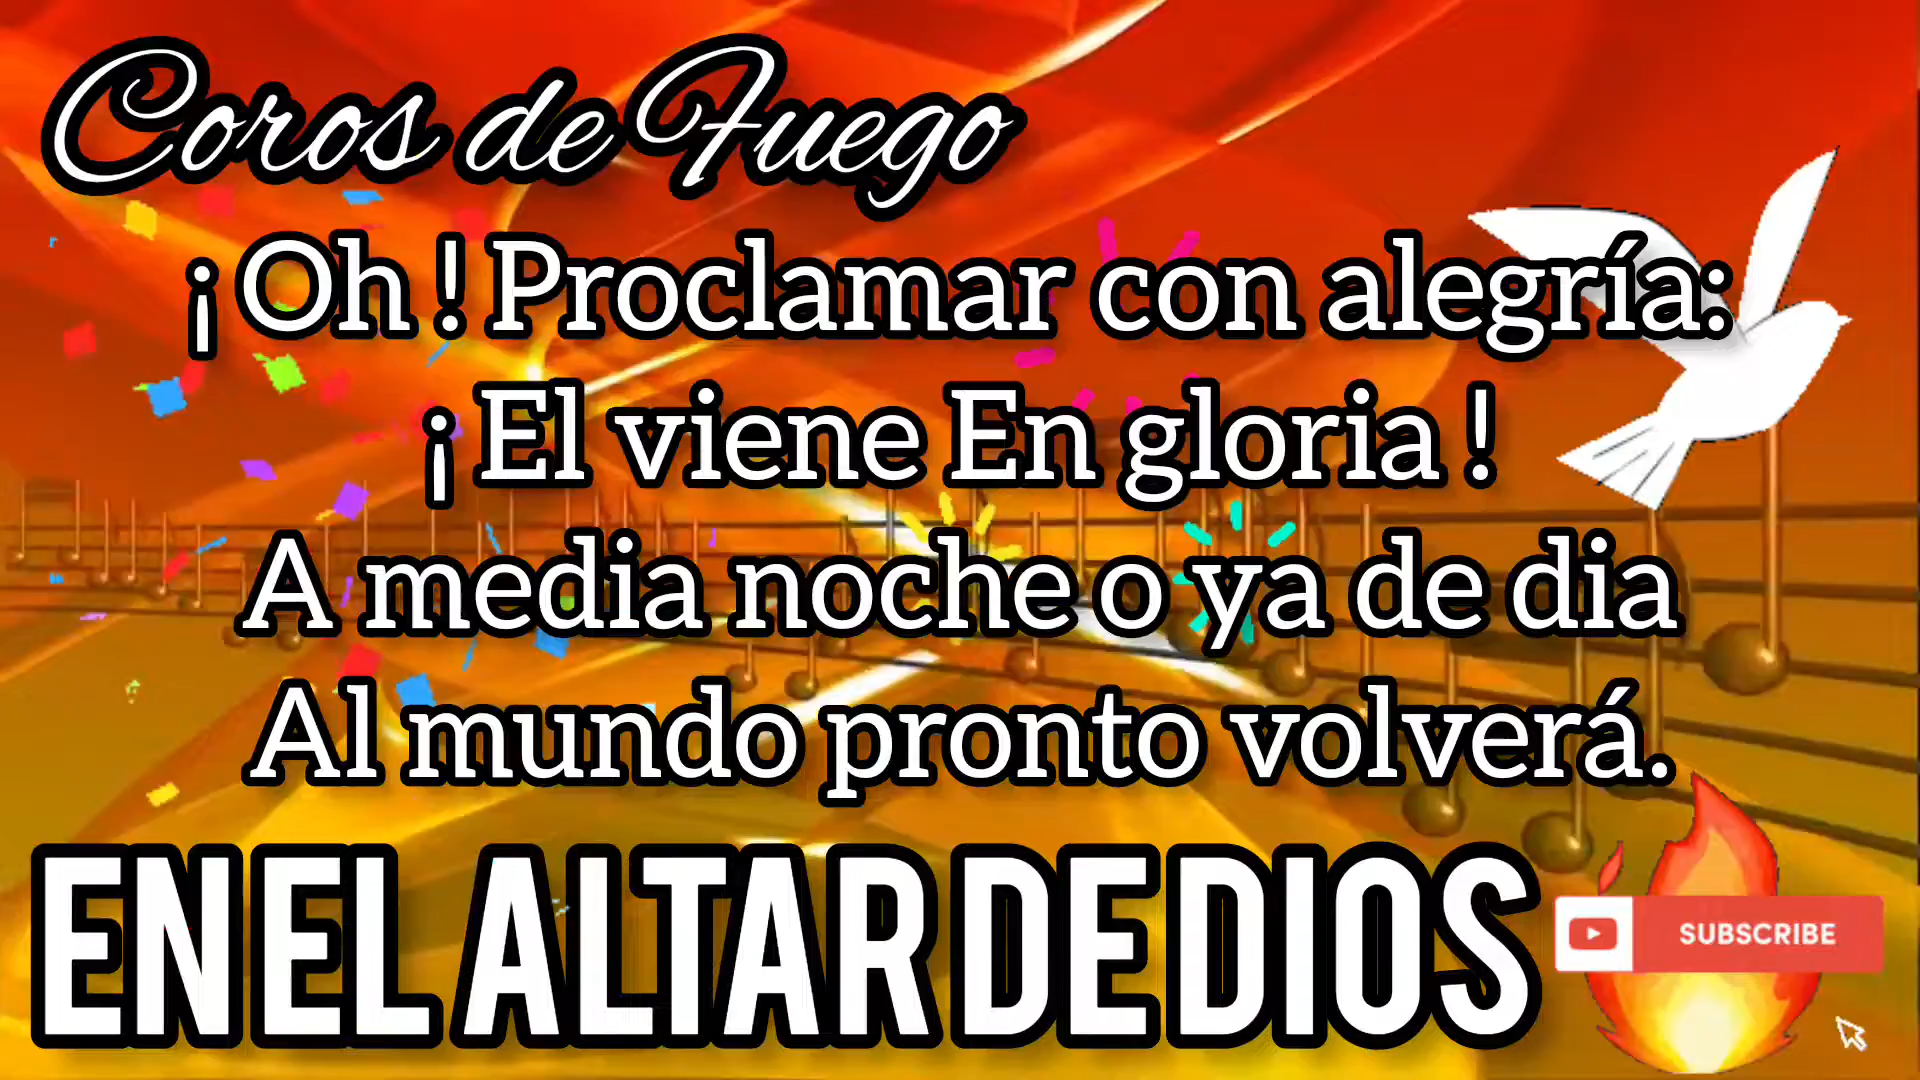 Coros de Fuego
¡ Oh ! Proclamar con alegría:
¡ El viene En gloria !
A media noche o ya de dia
Al mundo pronto volverá.
EN EL ALTAR DE DIOS
SUBSCRIBE